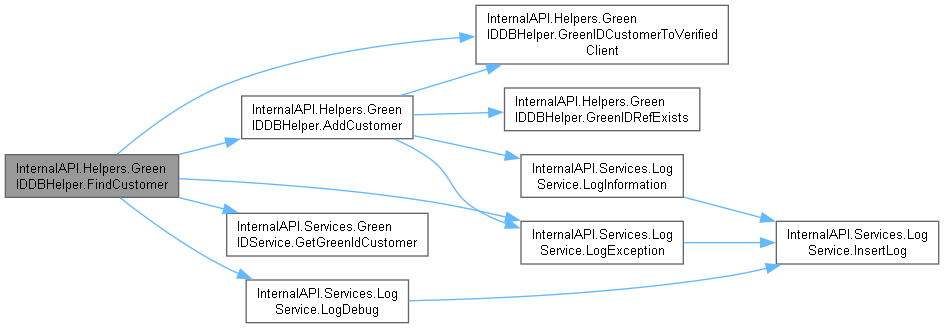 InternalAPI.Helpers.Green
IDDBHelper.GreenIDCustomerToVerified
Client
InternalAPI.Helpers.Green
IDDBHelper.AddCustomer
InternalAPI.Helpers.Green
IDDBHelper.GreenIDRefExists
InternalAPI.Helpers.Green
IDDBHelper.FindCustomer
InternalAPI.Services.Log
Service.LogInformation
InternalAPI.Services.Green
IDService.GetGreenIdCustomer
InternalAPI.Services.Log
Service.LogException
InternalAPI.Services.Log
Service.InsertLog
InternalAPI.Services.Log
Service.LogDebug